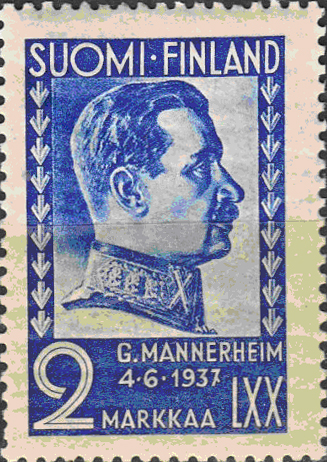 SUOMI·FINLAND
G. MANNERHEIM
4·6·1937
2 MARKKAA LXX